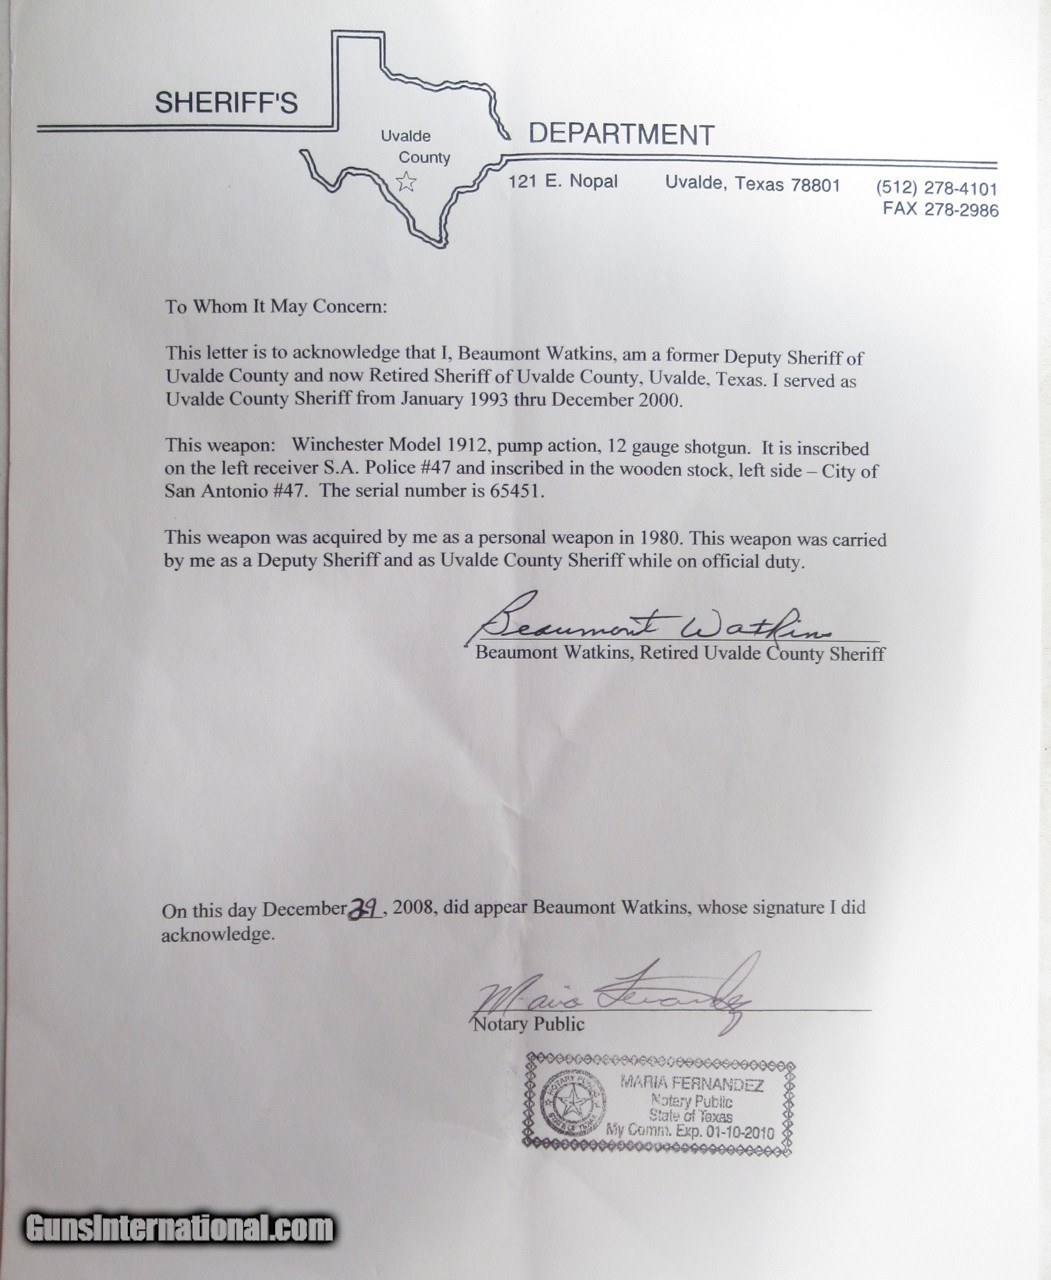 SHERIFF'S
DEPARTMENT
Uvalde
County
121 E. Nopal Uvalde, Texas 78801 (512) 278-4101
FAX 278-2986
To Whom It May Concern:
This letter is to acknowledge that I, Beaumont Watkins, am a former Deputy Sheriff of
Uvalde County and now Retired Sheriff of Uvalde County, Uvalde, Texas. I served as
Uvalde County Sheriff from January 1993 thru December 2000.
This weapon: Winchester Model 1912, pump action, 12 gauge shotgun. It is inscribed
on the left receiver S.A. Police #47 and inscribed in the wooden stock, left side – City of
San Antonio #47. The serial number is 65451.
This weapon was acquired by me as a personal weapon in 1980. This weapon was carried
by me as a Deputy Sheriff and as Uvalde County Sheriff while on official duty.
Beaumont Watkins
Beaumont Watkins, Retired Uvalde County Sheriff
On this day December 29, 2008, did appear Beaumont Watkins, whose signature I did
acknowledge.
Maria Fernandez
Notary Public
MARIA FERNANDEZ
Notary Public
State of Texas
My Comm. Exp. 01-10-2010
NOTARY PUBLIC
STATE OF TEXAS
GunsInternational.com